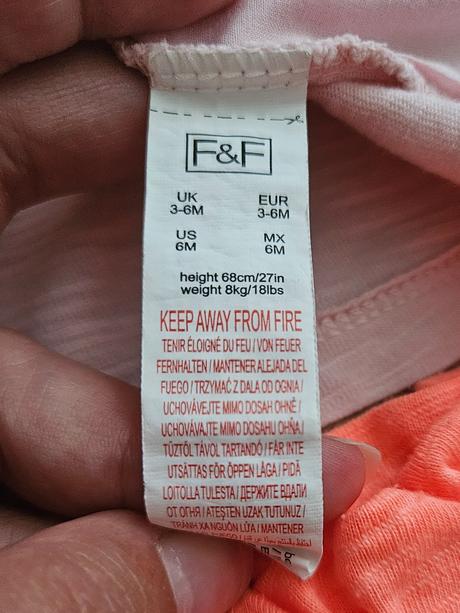 F&F
UK EUR
3-6M 3-6M
US MX
6M 6M
height 68cm/27in
weight 8kg/18lbs
KEEP AWAY FROM FIRE
TENIR ÉLOIGNÉ DU FEU / VON FEUER
FERNHALTEN / MANTENER ALEJADA DEL
FUEGO / TRZYMAĆ Z DALA OD OGNIA /
UCHOVÁVEJTE MIMO DOSAH OHNĚ /
UCHOVÁVAJTE MIMO DOSAHU OHŇA /
TŰZTŐL TÁVOL TARTANDÓ / FÅR INTE
UTSÄTTAS FÖR ÖPPEN LÅGA / PIDÄ
LOITOLLA TULESTA / ДЕРЖИТЕ ВДАЛИ
ОТ ОГНЯ / ATEŞTEN UZAK TUTUNUZ /
TRÁNH XA NGUỒN LỬA / MANTENER